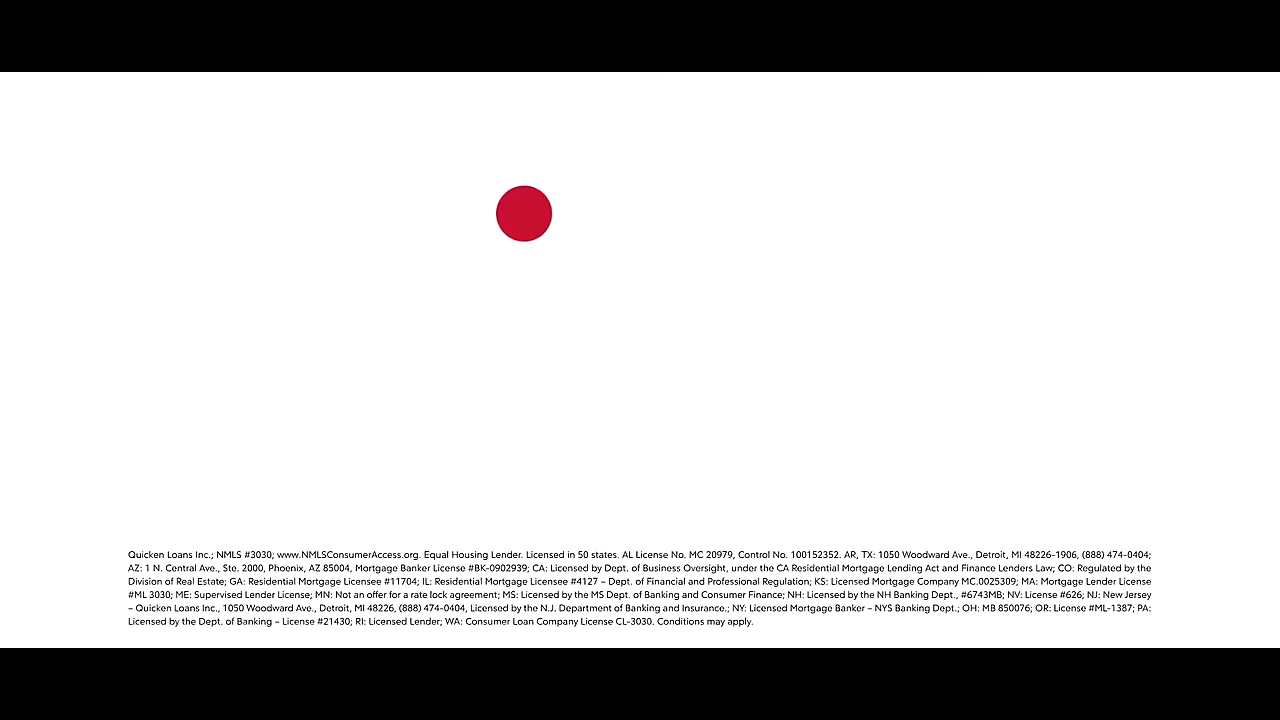 Quicken Loans Inc.; NMLS #3030; www.NMLSConsumerAccess.org. Equal Housing Lender. Licensed in 50 states. AL License No. MC 20979, Control No. 100152352. AR, TX: 1050 Woodward Ave., Detroit, MI 48226-1906, (888) 474-0404;
AZ: 1 N. Central Ave., Ste. 2000, Phoenix, AZ 85004, Mortgage Banker License #BK-0902939; CA: Licensed by Dept. of Business Oversight, under the CA Residential Mortgage Lending Act and Finance Lenders Law; CO: Regulated by the
Division of Real Estate; GA: Residential Mortgage Licensee #11704; IL: Residential Mortgage Licensee #4127 – Dept. of Financial and Professional Regulation; KS: Licensed Mortgage Company MC.0025309; MA: Mortgage Lender License
#ML 3030; ME: Supervised Lender License; MN: Not an offer for a rate lock agreement; MS: Licensed by the MS Dept. of Banking and Consumer Finance; NH: Licensed by the NH Banking Dept., #6743MB; NV: License #626; NJ: New Jersey
– Quicken Loans Inc., 1050 Woodward Ave., Detroit, MI 48226, (888) 474-0404, Licensed by the N.J. Department of Banking and Insurance.; NY: Licensed Mortgage Banker – NYS Banking Dept.; OH: MB 850076; OR: License #ML-1387; PA:
Licensed by the Dept. of Banking – License #21430; RI: Licensed Lender; WA: Consumer Loan Company License CL-3030. Conditions may apply.